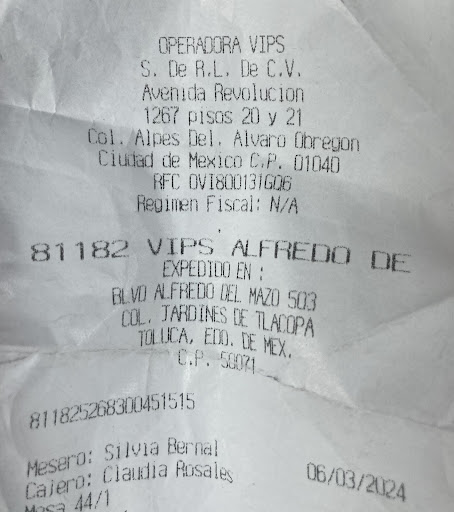 OPERADORA VIPS
S. De R.L. De C.V.
Avenida Revolucion
1267 pisos 20 y 21
Col. Alpes Del. Alvaro Obregon
Ciudad de Mexico C.P. 01040
RFC OVI800131GQ6
Regimen Fiscal: N/A
81182 VIPS ALFREDO DE
EXPEDIDO EN :
BLVD ALFREDO DEL MAZO 503
COL. JARDINES DE TLACOPA
TOLUCA, EDO. DE MEX.
C.P. 50071
811825268300451515
Mesero: Silvia Bernal
Cajero: Claudia Rosales 06/03/2024
Mesa 44/1